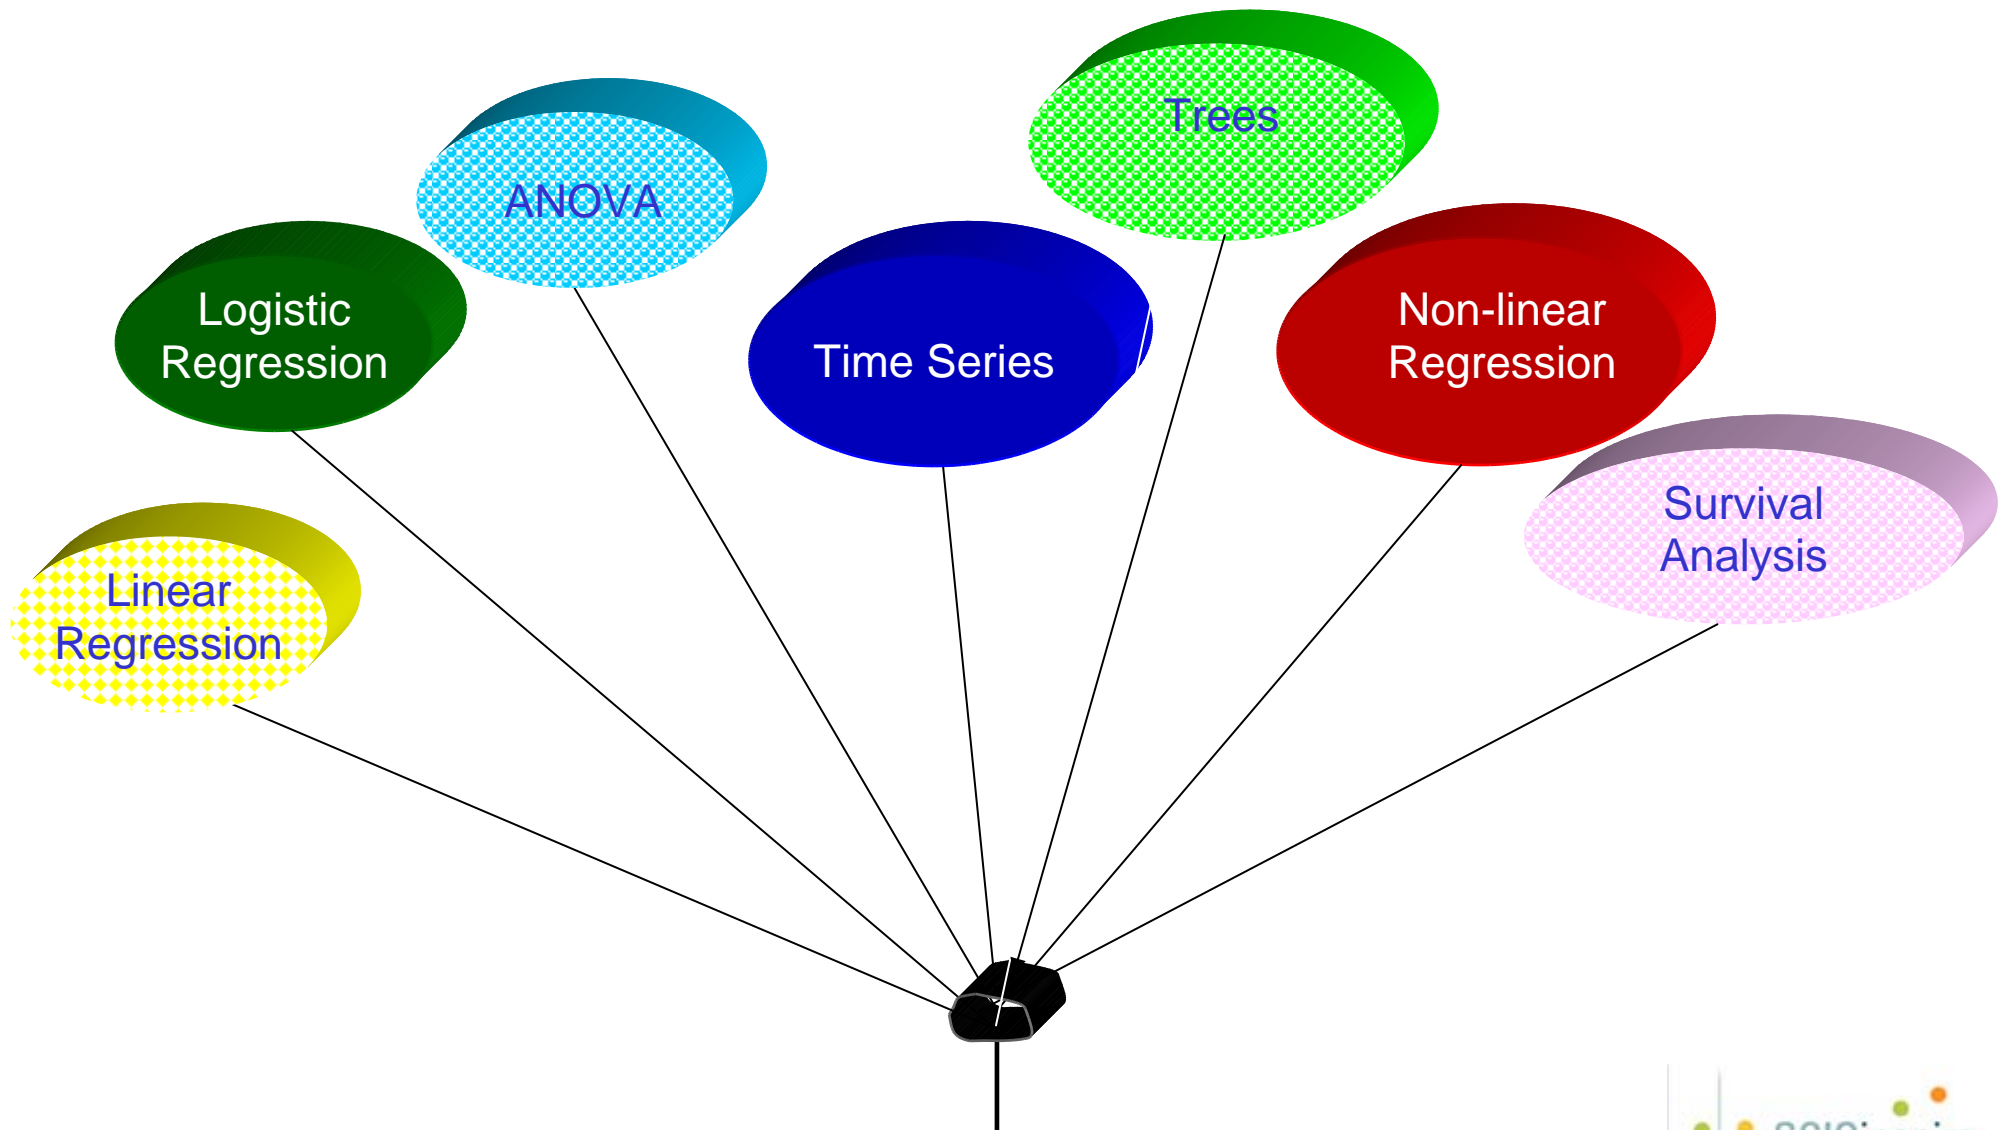 Trees
ANOVA
Logistic
Regression
Time Series
Non-linear
Regression
Survival
Analysis
Linear
Regression